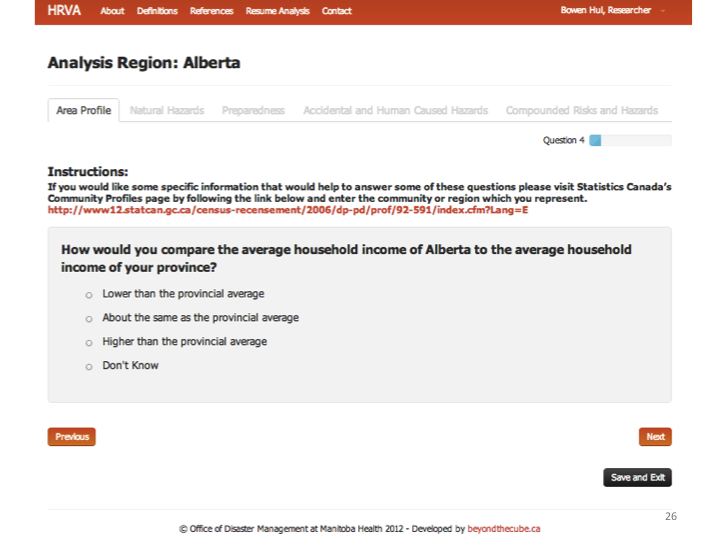 HRVA About Definitions References Resume Analysis Contact Bowen Hui, Researcher
Analysis Region: Alberta
Area Profile Natural Hazards Preparedness Accidental and Human Caused Hazards Compounded Risks and Hazards
Question 4
Instructions:
If you would like some specific information that would help to answer some of these questions please visit Statistics Canada's
Community Profiles page by following the link below and enter the community or region which you represent.
http://www12.statcan.gc.ca/census-recensement/2006/dp-pd/prof/92-591/index.cfm?Lang=E
How would you compare the average household income of Alberta to the average household
income of your province?
Lower than the provincial average
About the same as the provincial average
Higher than the provincial average
Don't Know
Previous Next
Save and Exit
26
© Office of Disaster Management at Manitoba Health 2012 - Developed by beyondthecube.ca